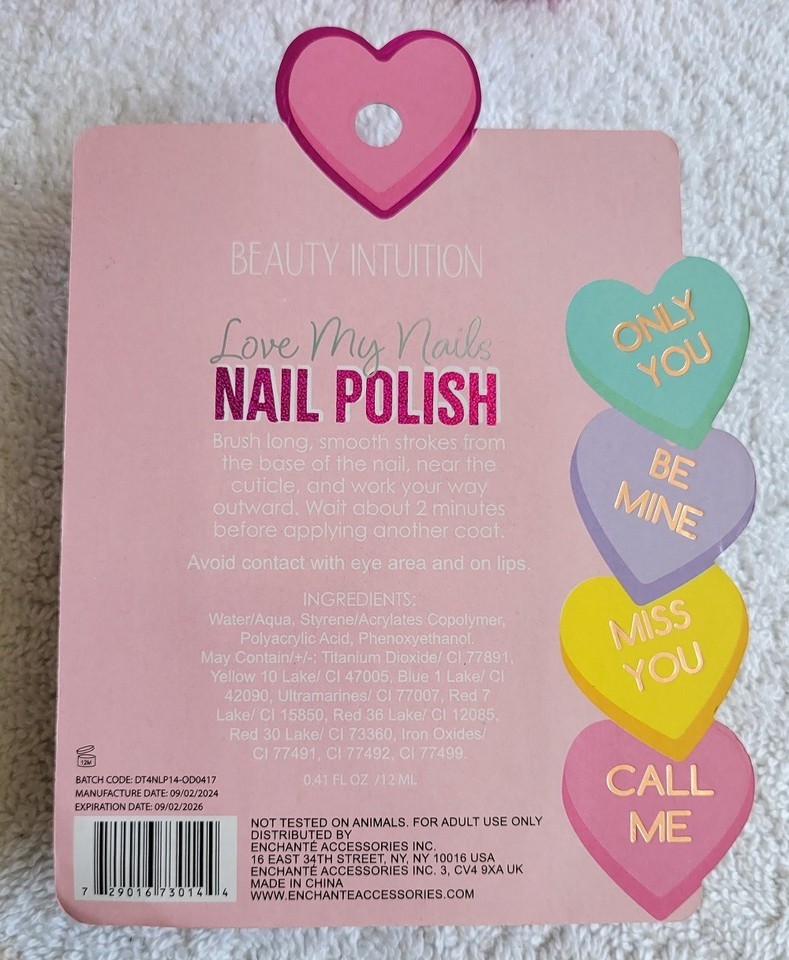 BEAUTY INTUITION
Love My Nails
NAIL POLISH
Brush long, smooth strokes from
the base of the nail, near the
cuticle, and work your way
outward. Wait about 2 minutes
before applying another coat.
Avoid contact with eye area and on lips.
INGREDIENTS:
Water/Aqua, Styrene/Acrylates Copolymer,
Polyacrylic Acid, Phenoxyethanol.
May Contain/+/-: Titanium Dioxide/ CI 77891,
Yellow 10 Lake/ CI 47005, Blue 1 Lake/ CI
42090, Ultramarines/ CI 77007, Red 7
Lake/ CI 15850, Red 36 Lake/ CI 12085,
Red 30 Lake/ CI 73360, Iron Oxides/
CI 77491, CI 77492, CI 77499.
0.41 FL OZ /12 ML
12M
BATCH CODE: DT4NLP14-OD0417
MANUFACTURE DATE: 09/02/2024
EXPIRATION DATE: 09/02/2026
7 29016 73014 4
NOT TESTED ON ANIMALS. FOR ADULT USE ONLY
DISTRIBUTED BY
ENCHANTÉ ACCESSORIES INC.
16 EAST 34TH STREET, NY, NY 10016 USA
ENCHANTÉ ACCESSORIES INC. 3, CV4 9XA UK
MADE IN CHINA
WWW.ENCHANTEACCESSORIES.COM
ONLY
YOU
BE
MINE
MISS
YOU
CALL
ME